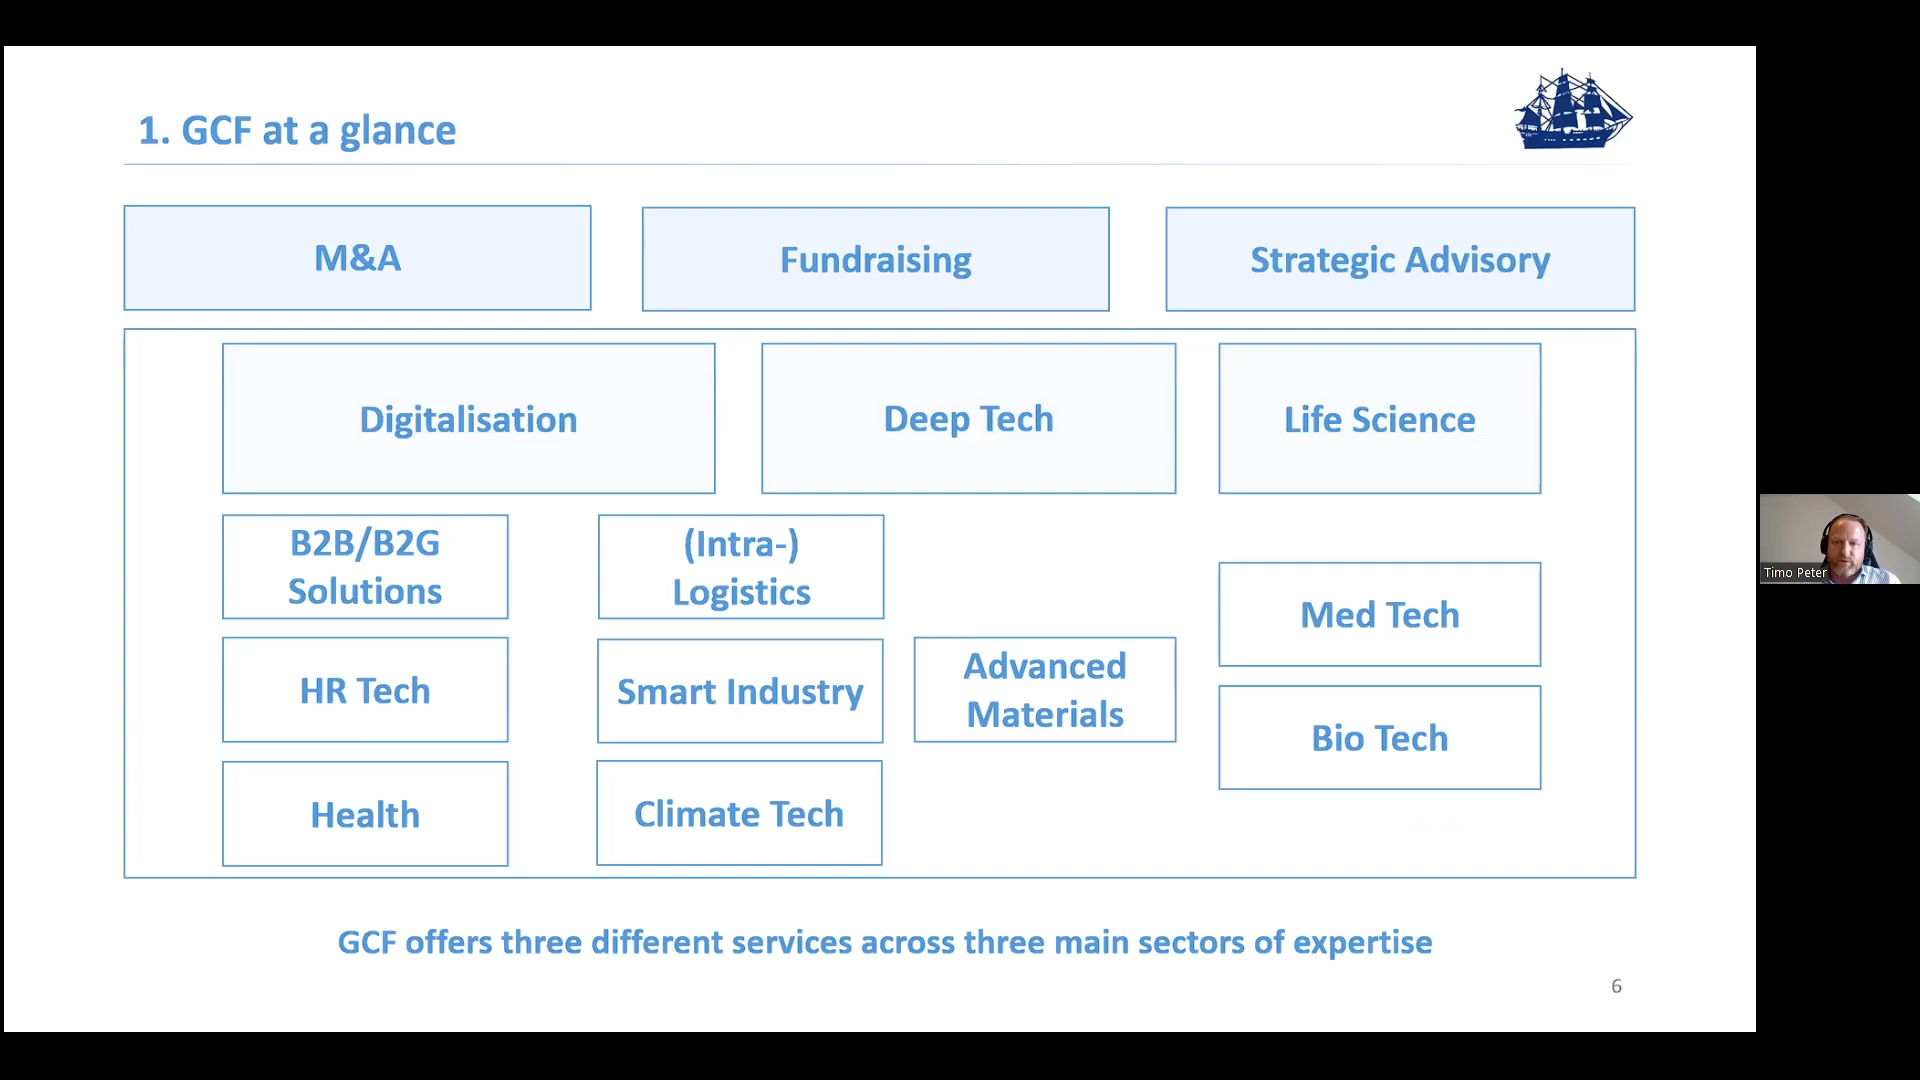 1. GCF at a glance
M&A
Fundraising
Strategic Advisory
Digitalisation
Deep Tech
Life Science
B2B/B2G
Solutions
(Intra-)
Logistics
Med Tech
HR Tech
Smart Industry
Advanced
Materials
Bio Tech
Health
Climate Tech
GCF offers three different services across three main sectors of expertise
6
Timo Peter